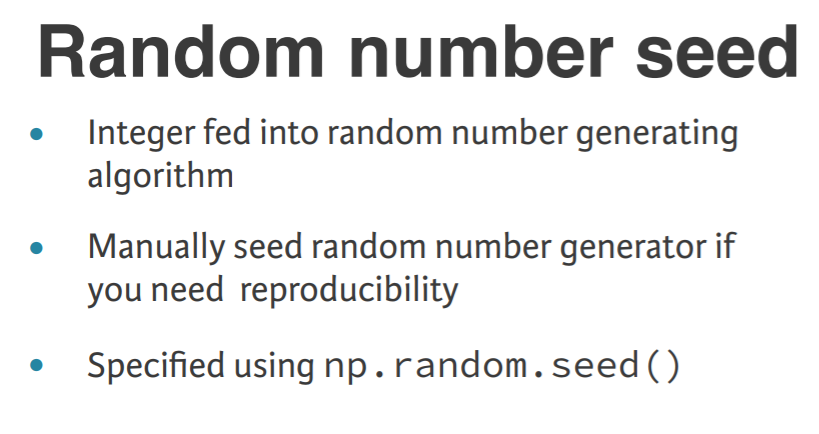 Random number seed
• Integer fed into random number generating
algorithm
• Manually seed random number generator if
you need  reproducibility
• Specified using np.random.seed()